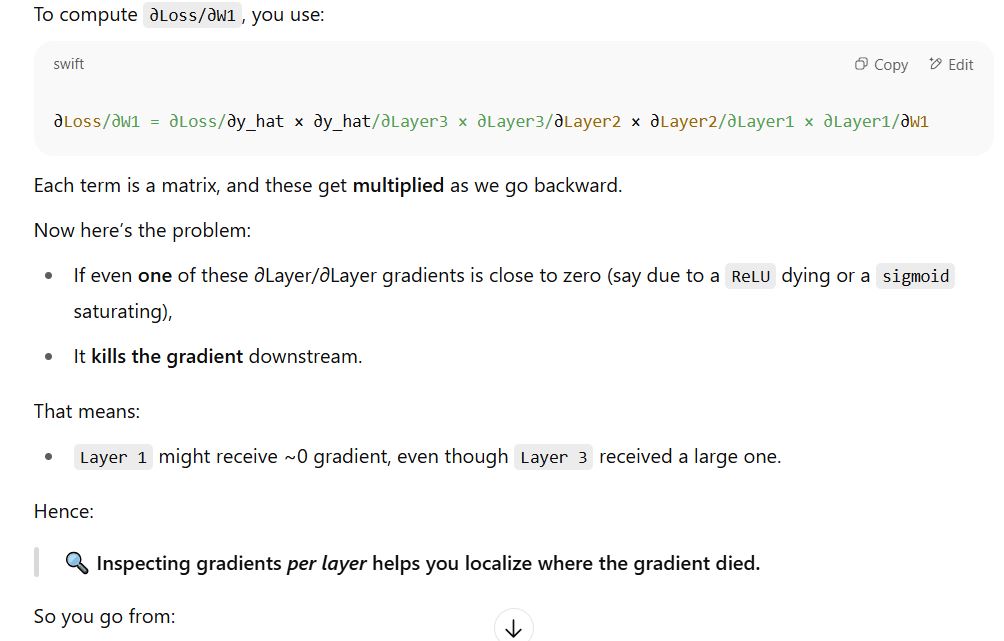 To compute ∂Loss/∂W1, you use:
swift
Copy
Edit
∂Loss/∂W1 = ∂Loss/∂y_hat × ∂y_hat/∂Layer3 × ∂Layer3/∂Layer2 × ∂Layer2/∂Layer1 × ∂Layer1/∂W1
Each term is a matrix, and these get multiplied as we go backward.
Now here's the problem:
• If even one of these ∂Layer/∂Layer gradients is close to zero (say due to a ReLU dying or a sigmoid
saturating),
• It kills the gradient downstream.
That means:
• Layer 1 might receive ~0 gradient, even though Layer 3 received a large one.
Hence:
🔍 Inspecting gradients per layer helps you localize where the gradient died.
So you go from: